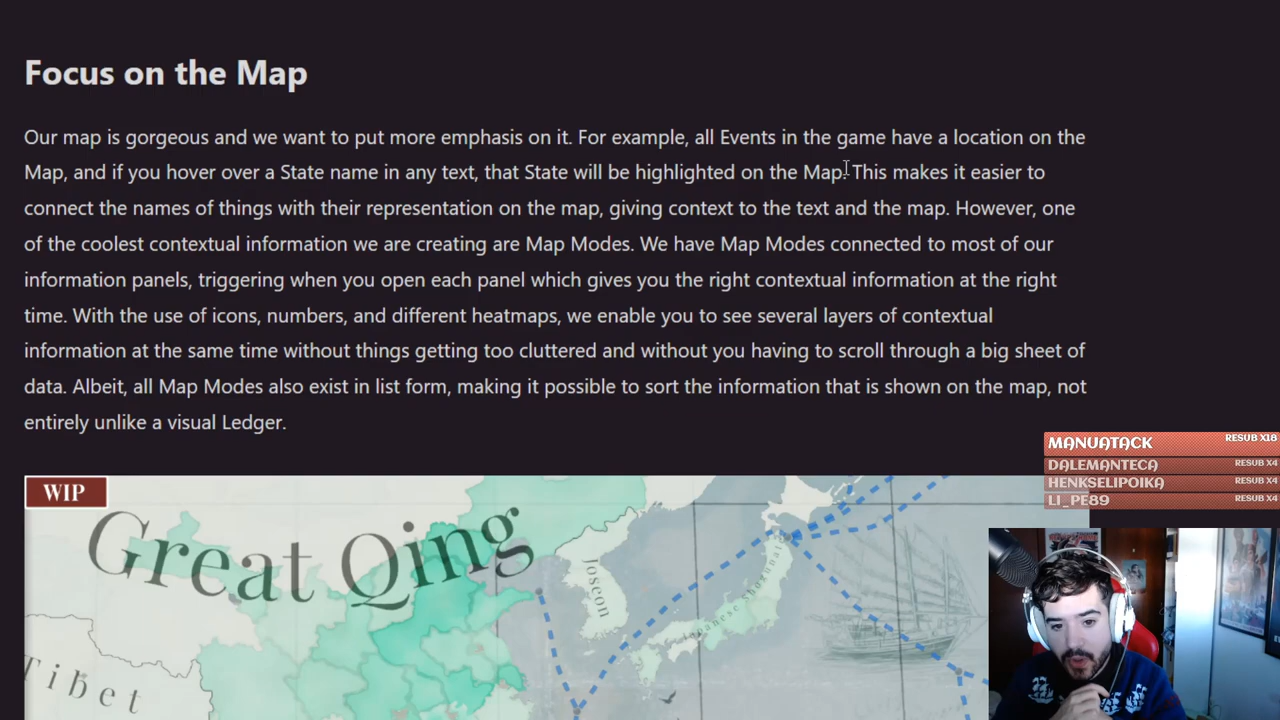 Focus on the Map
Our map is gorgeous and we want to put more emphasis on it. For example, all Events in the game have a location on the
Map, and if you hover over a State name in any text, that State will be highlighted on the Map. This makes it easier to
connect the names of things with their representation on the map, giving context to the text and the map. However, one
of the coolest contextual information we are creating are Map Modes. We have Map Modes connected to most of our
information panels, triggering when you open each panel which gives you the right contextual information at the right
time. With the use of icons, numbers, and different heatmaps, we enable you to see several layers of contextual
information at the same time without things getting too cluttered and without you having to scroll through a big sheet of
data. Albeit, all Map Modes also exist in list form, making it possible to sort the information that is shown on the map, not
entirely unlike a visual Ledger.
MANUATACK RESUB X18
DALEMANTECA RESUB X4
HENKSELIPOIKA RESUB X4
LI_PE89 RESUB X4
WIP
Great Qing
Joseon
Japanese Shogunate
Tibet